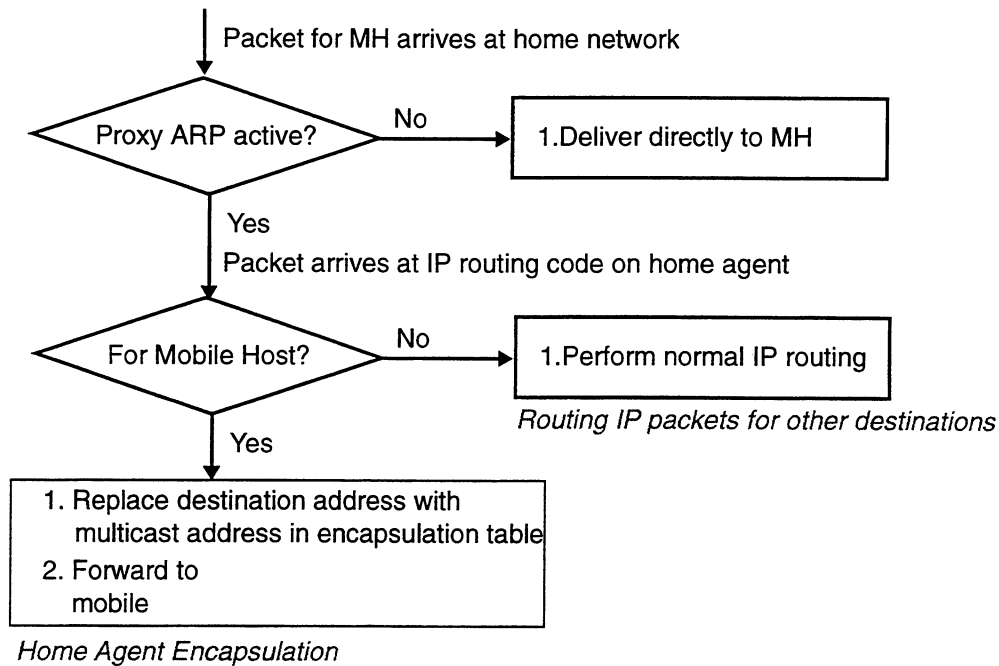 Packet for MH arrives at home network
Proxy ARP active?
No
1.Deliver directly to MH
Yes
Packet arrives at IP routing code on home agent
For Mobile Host?
No
1.Perform normal IP routing
Routing IP packets for other destinations
Yes
1. Replace destination address with
multicast address in encapsulation table
2. Forward to
mobile
Home Agent Encapsulation